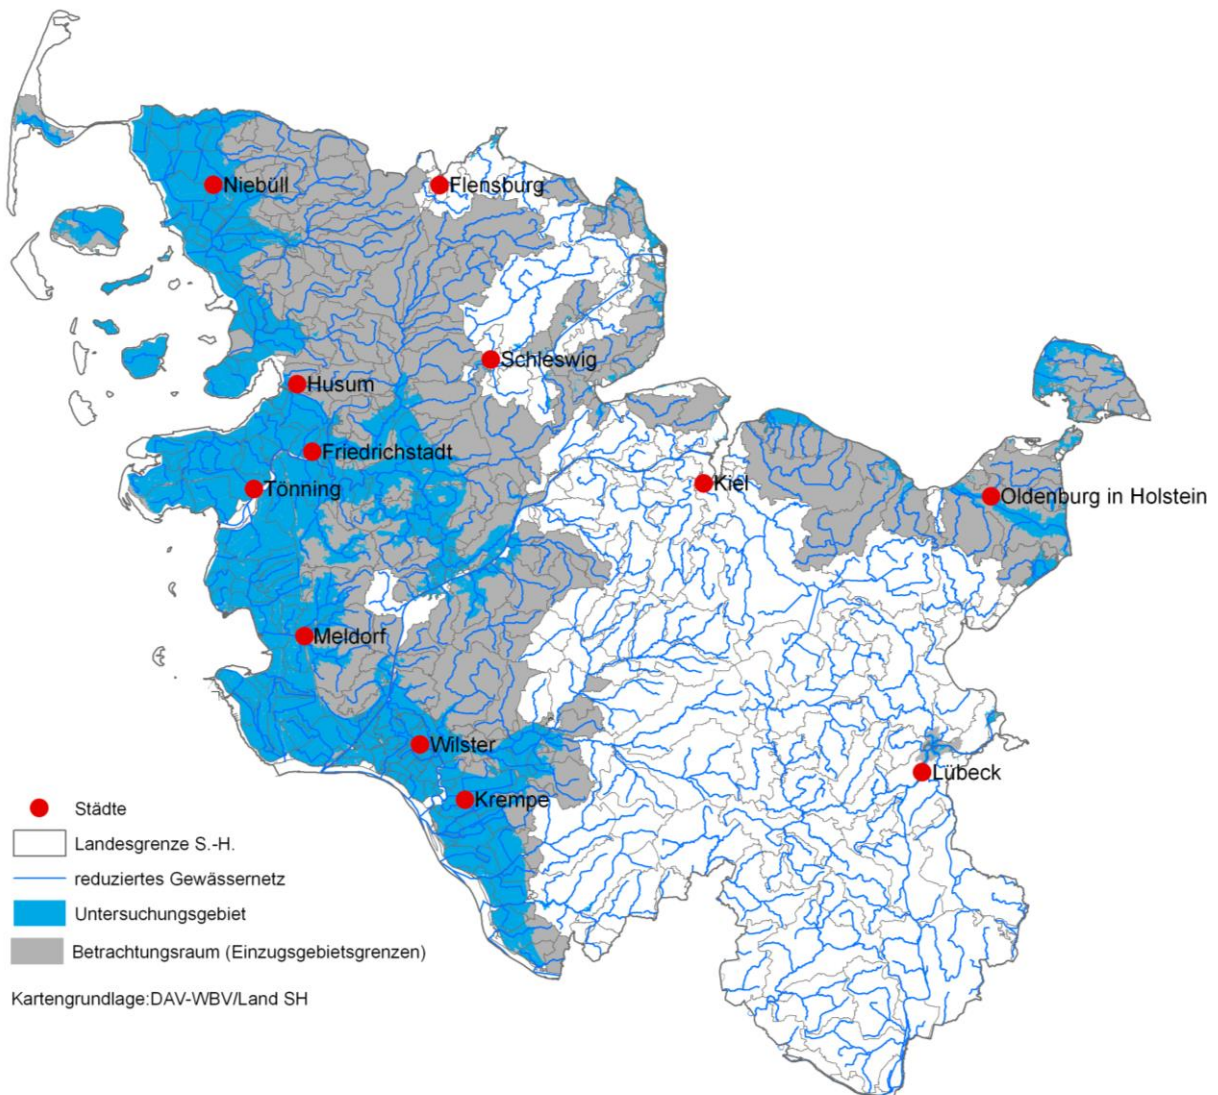 Niebüll
Flensburg
Schleswig
Husum
Friedrichstadt
Tönning
Kiel
Oldenburg in Holstein
Meldorf
Wilster
Lübeck
Krempe
Städte
Landesgrenze S.-H.
reduziertes Gewässernetz
Untersuchungsgebiet
Betrachtungsraum (Einzugsgebietsgrenzen)
Kartengrundlage:DAV-WBV/Land SH